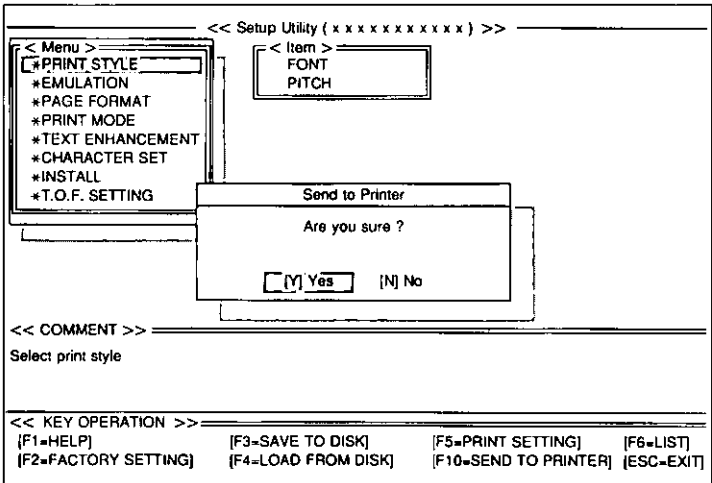 << Setup Utility ( x x x x x x x x x x x ) >>
< Menu >
*PRINT STYLE
*EMULATION
*PAGE FORMAT
*PRINT MODE
*TEXT ENHANCEMENT
*CHARACTER SET
*INSTALL
*T.O.F. SETTING
< Item >
FONT
PITCH
Send to Printer
Are you sure ?
[Y] Yes [N] No
<< COMMENT >>
Select print style
<< KEY OPERATION >>
[F1=HELP] [F3=SAVE TO DISK] [F5=PRINT SETTING] [F6=LIST]
[F2=FACTORY SETTING] [F4=LOAD FROM DISK] [F10=SEND TO PRINTER] [ESC=EXIT]